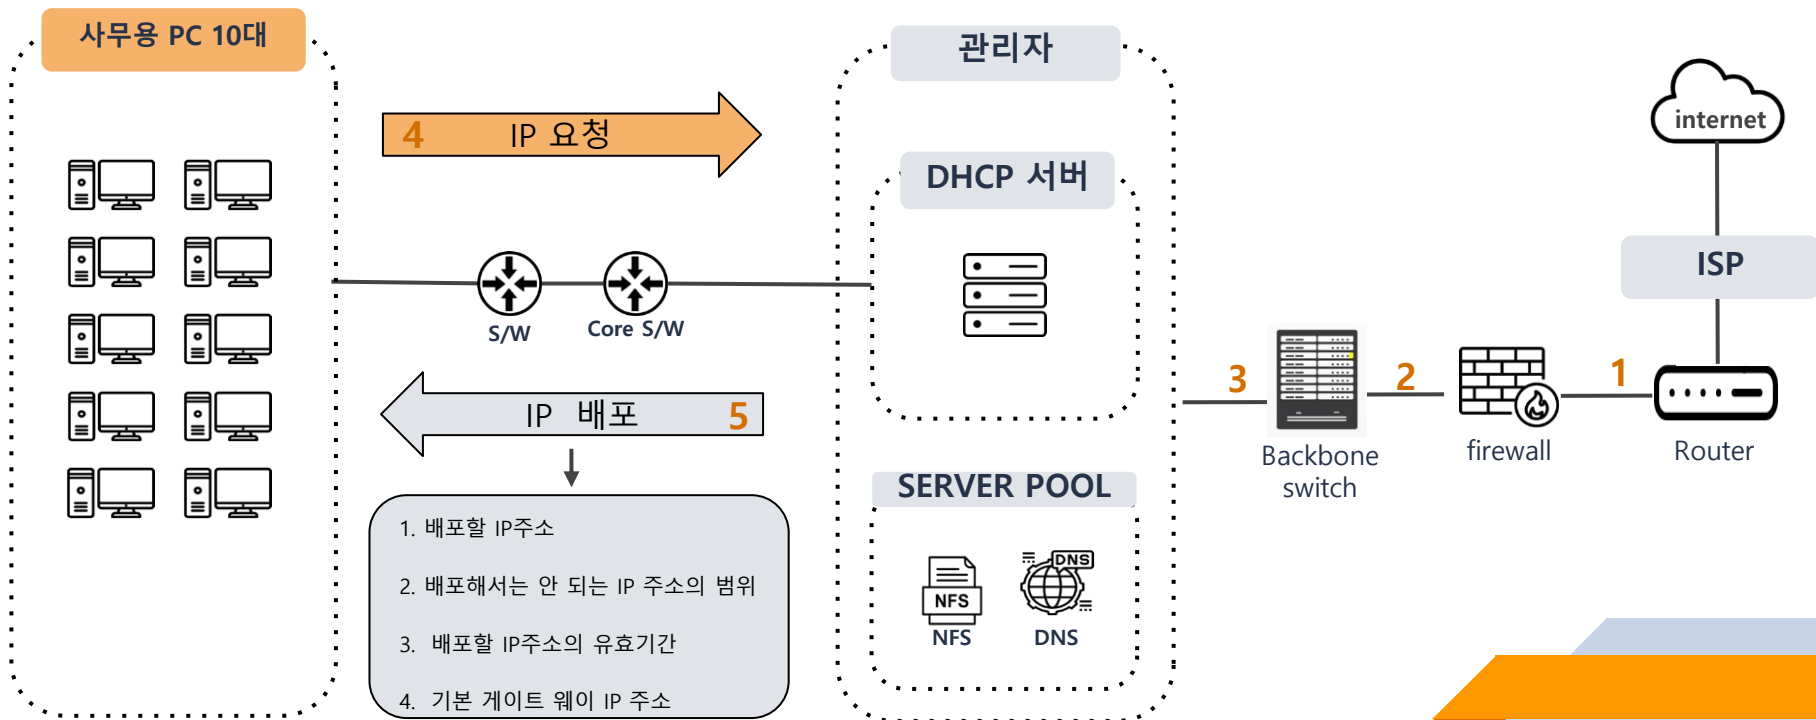 사무용 PC 10대
4 IP 요청
S/W
Core S/W
IP 배포 5
1. 배포할 IP주소
2. 배포해서는 안 되는 IP 주소의 범위
3. 배포할 IP주소의 유효기간
4. 기본 게이트 웨이 IP 주소
관리자
DHCP 서버
SERVER POOL
NFS
NFS
DNS
DNS
3
Backbone
switch
2
firewall
1
Router
ISP
internet